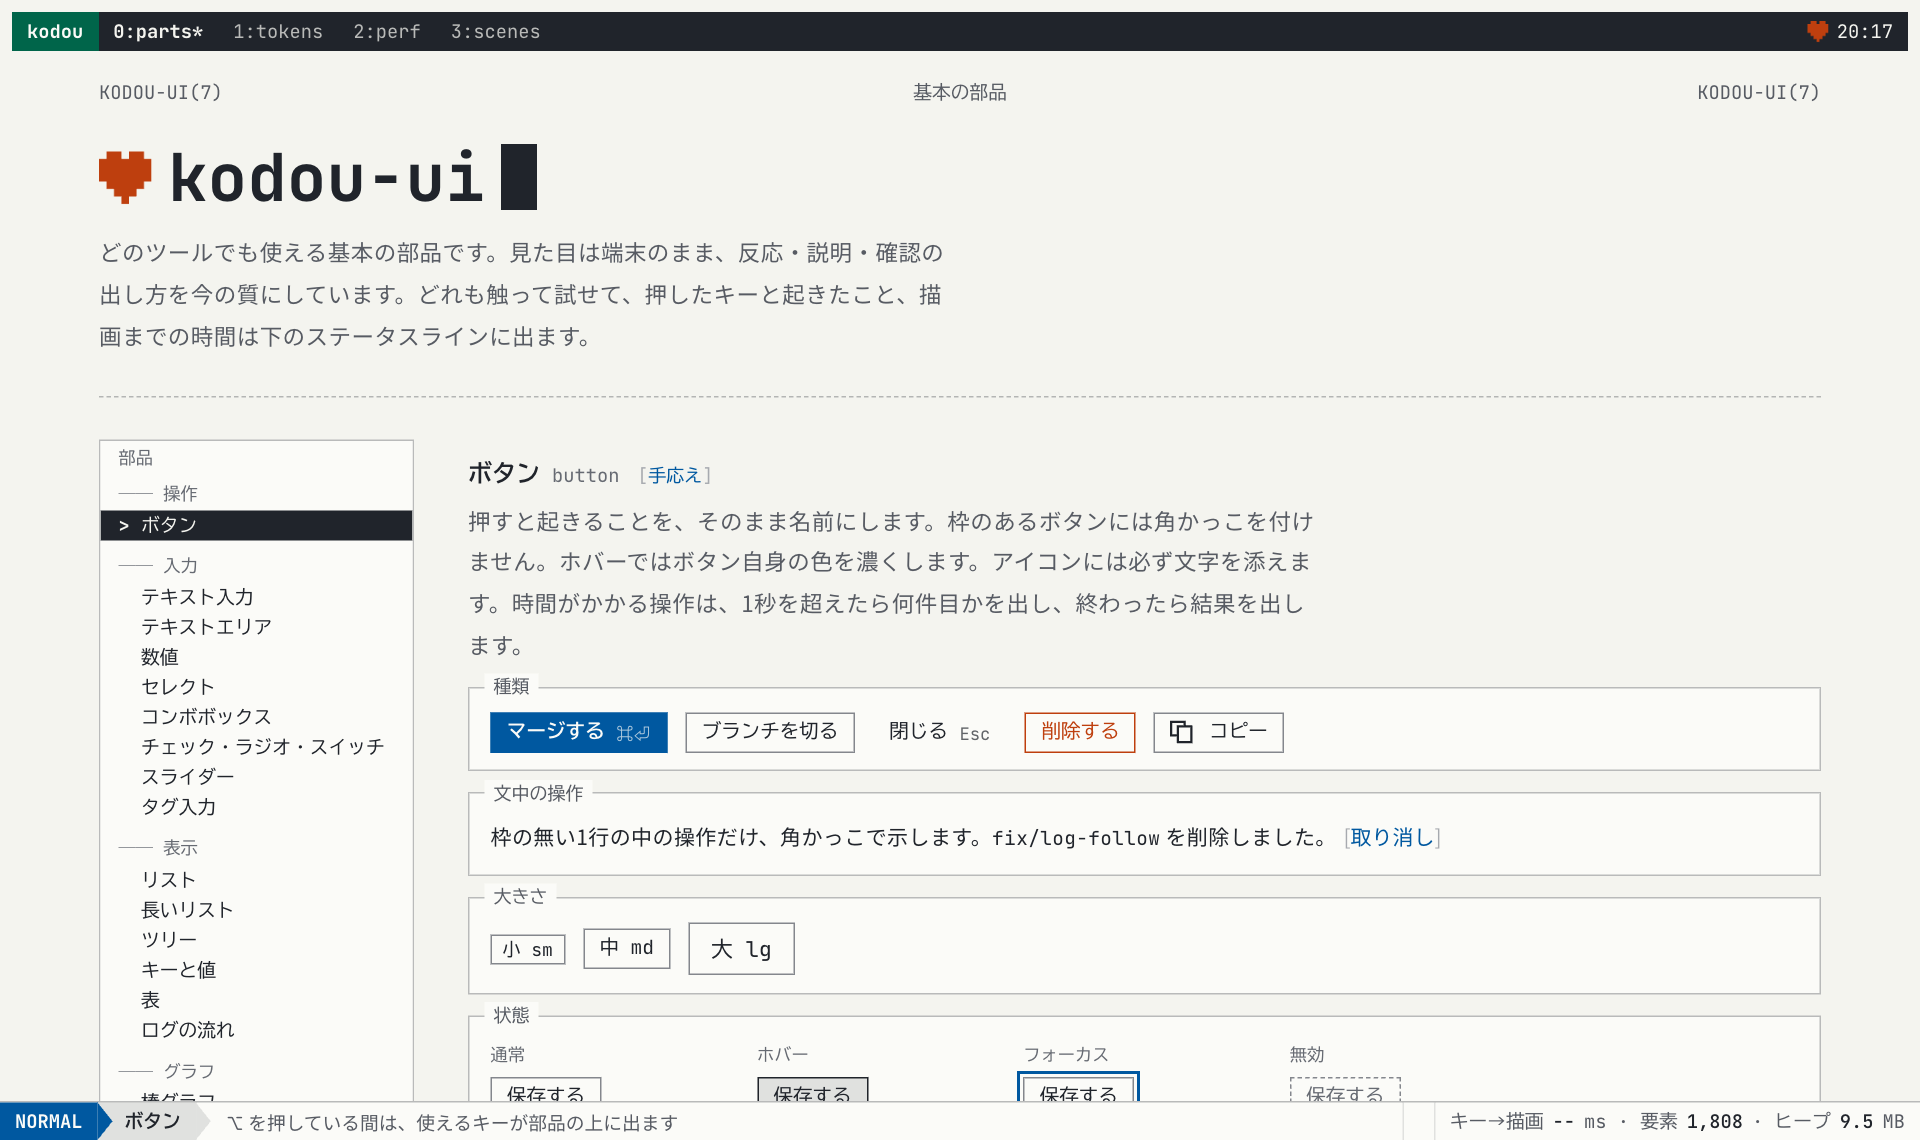 kodou 0:parts* 1:tokens 2:perf 3:scenes 20:17
KODOU-UI(7) 基本の部品 KODOU-UI(7)
kodou-ui
どのツールでも使える基本の部品です。見た目は端末のまま、反応・説明・確認の
出し方を今の質にしています。どれも触って試せて、押したキーと起きたこと、描
画までの時間は下のステータスラインに出ます。
部品
操作
> ボタン
入力
テキスト入力
テキストエリア
数値
セレクト
コンボボックス
チェック・ラジオ・スイッチ
スライダー
タグ入力
表示
リスト
長いリスト
ツリー
キーと値
表
ログの流れ
グラフ
棒グラフ
ボタン button [手応え]
押すと起きることを、そのまま名前にします。枠のあるボタンには角かっこを付け
ません。ホバーではボタン自身の色を濃くします。アイコンには必ず文字を添えま
す。時間がかかる操作は、1秒を超えたら何件目かを出し、終わったら結果を出し
ます。
種類
マージする ⌘⏎ ブランチを切る 閉じる Esc 削除する コピー
文中の操作
枠の無い1行の中の操作だけ、角かっこで示します。fix/log-follow を削除しました。 [取り消し]
大きさ
小 sm 中 md 大 lg
状態
通常 ホバー フォーカス 無効
保存する 保存する 保存する 保存する
NORMAL ボタン ⌥ を押している間は、使えるキーが部品の上に出ます キー→描画 -- ms · 要素 1,808 · ヒープ 9.5 MB